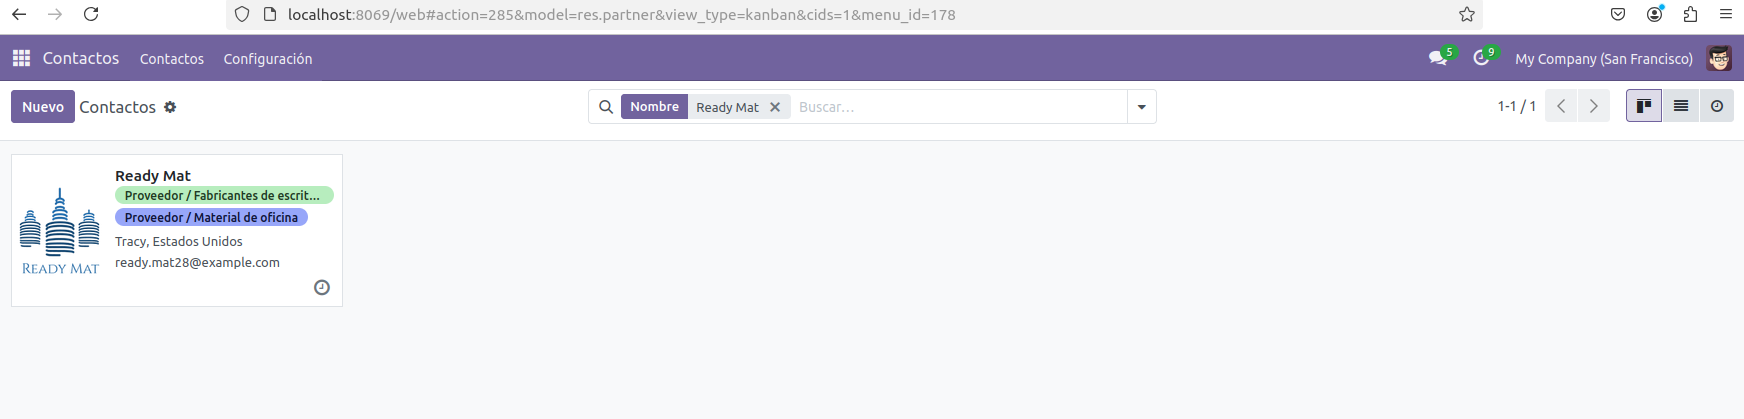 localhost:8069/web#action=285&model=res.partner&view_type=kanban&cids=1&menu_id=178
Contactos Contactos Configuración 5 9 My Company (San Francisco)
Nuevo Contactos Nombre Ready Mat Buscar... 1-1 / 1
Ready Mat
Proveedor / Fabricantes de escrit...
Proveedor / Material de oficina
Tracy, Estados Unidos
ready.mat28@example.com
READY MAT